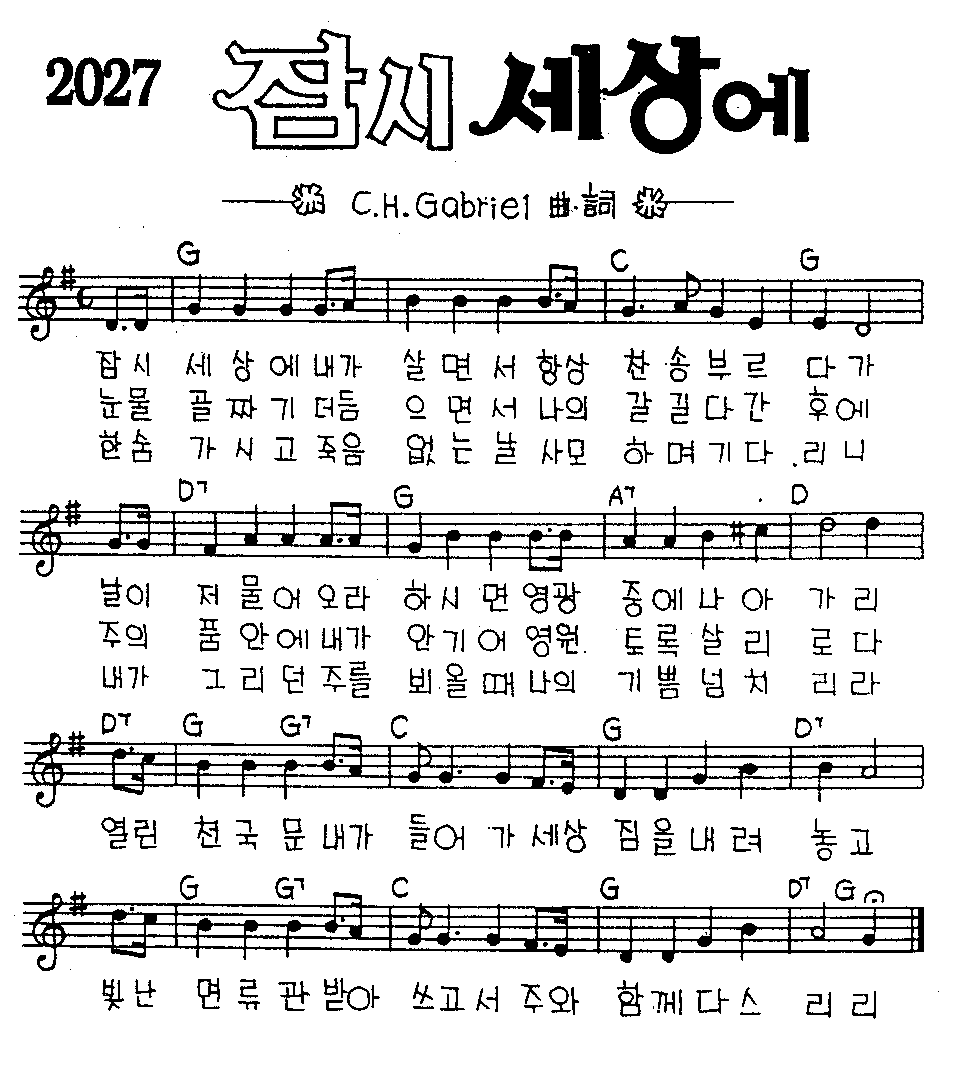 2027 잠시 세상에
C.H.Gabriel 曲·詞
G C G
잠시 세 상 에 내가 살 면 서 항상 찬 송 부 르 다 가
눈물 골 짜 기 더듬 으 면 서 나의 갈 길 다 간 후 에
한숨 가 시 고 죽음 없 는 날 사모 하 며 기 다 리 니
D7 G A7 D
날이 저 물 어 오라 하 시 면 영광 중 에 나 아 가 리
주의 품 안 에 내가 안 기 어 영원 토 록 살 리 로 다
내가 그 리 던 주를 뵈 올 때 나의 기 쁨 넘 치 리 라
D7 G G7 C G D7
열린 천 국 문 내가 들어 가 세상 짐 을 내 려 놓 고
G G7 C G D7 G
빛난 면 류 관 받아 쓰고 서 주와 함 께 다 스 리 리